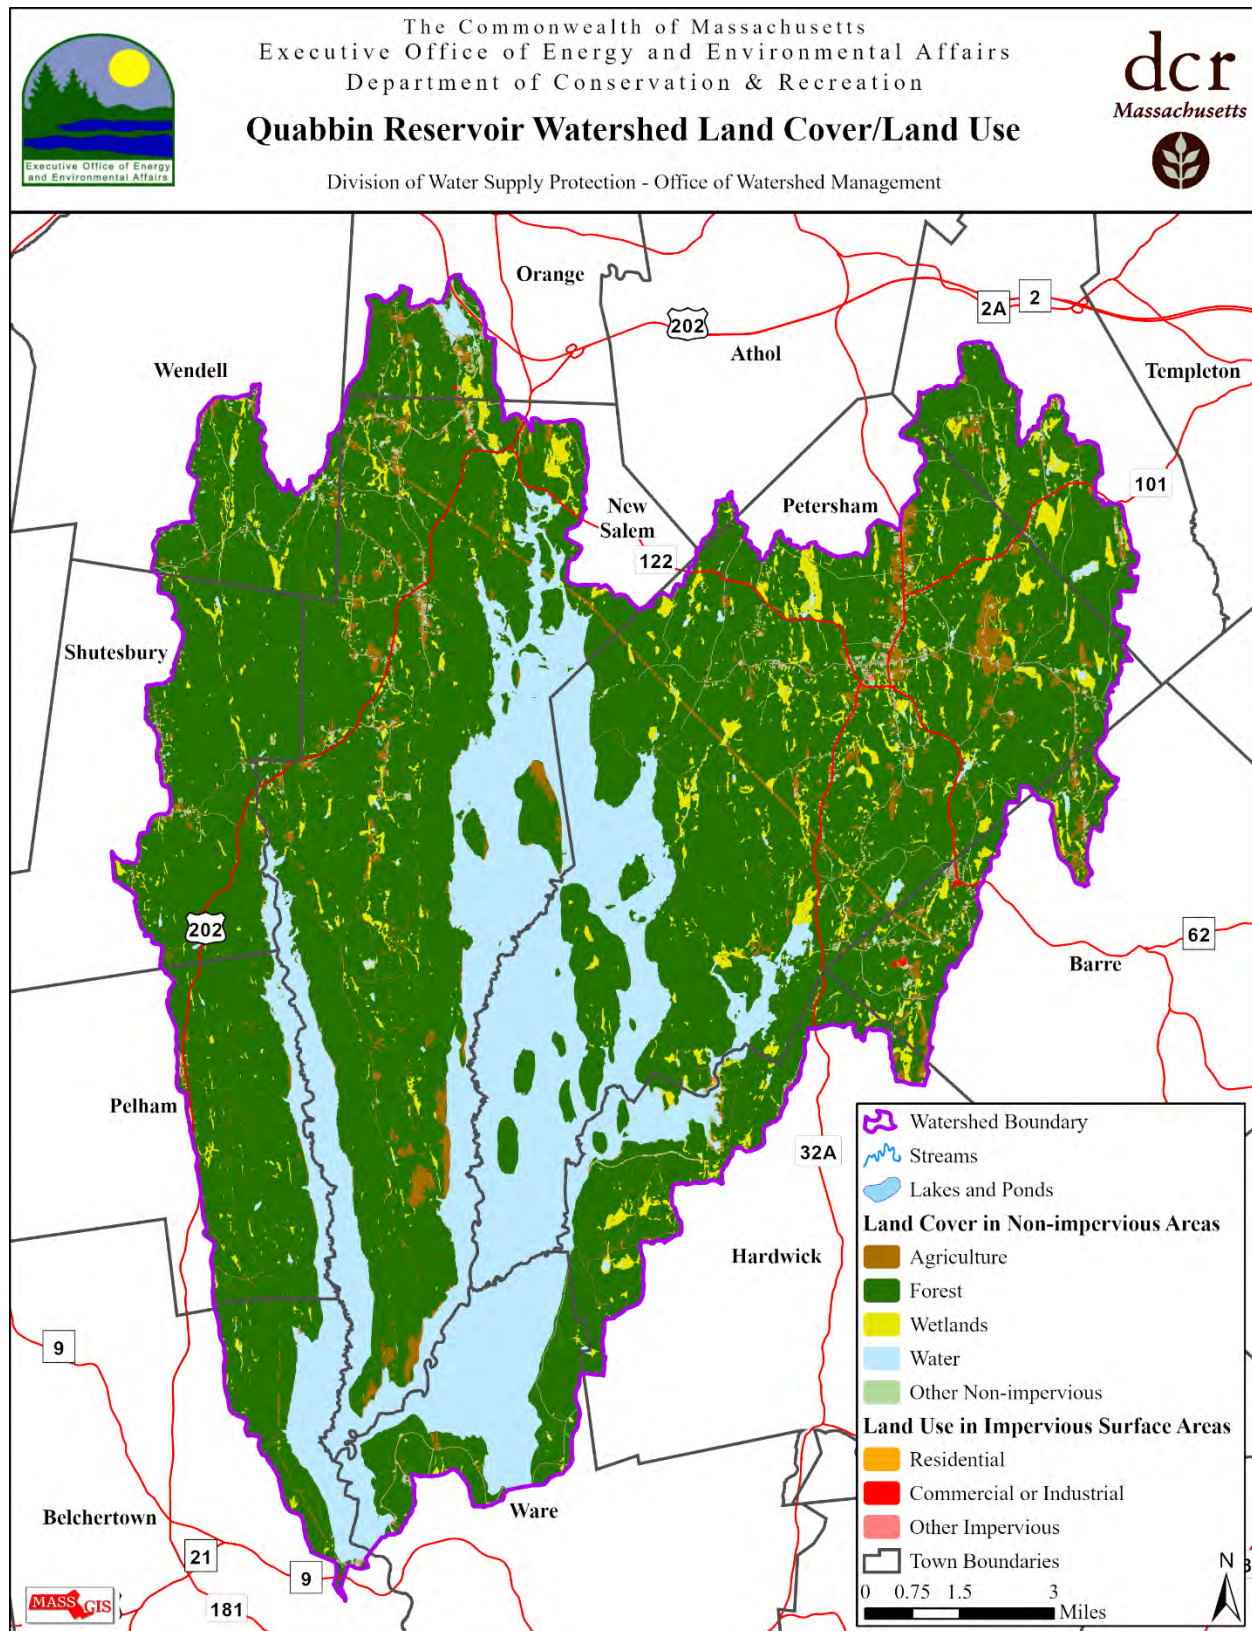 The Commonwealth of Massachusetts
Executive Office of Energy and Environmental Affairs
Department of Conservation & Recreation
Quabbin Reservoir Watershed Land Cover/Land Use
Division of Water Supply Protection - Office of Watershed Management
Executive Office of Energy
and Environmental Affairs
dcr
Massachusetts
Orange
202
2A
2
Athol
Wendell
Templeton
101
New
Salem
Petersham
122
Shutesbury
202
62
Barre
Pelham
32A
Hardwick
9
Belchertown
Ware
21
9
181
MASS GIS
Watershed Boundary
Streams
Lakes and Ponds
Land Cover in Non-impervious Areas
Agriculture
Forest
Wetlands
Water
Other Non-impervious
Land Use in Impervious Surface Areas
Residential
Commercial or Industrial
Other Impervious
Town Boundaries
N
0 0.75 1.5 3
Miles